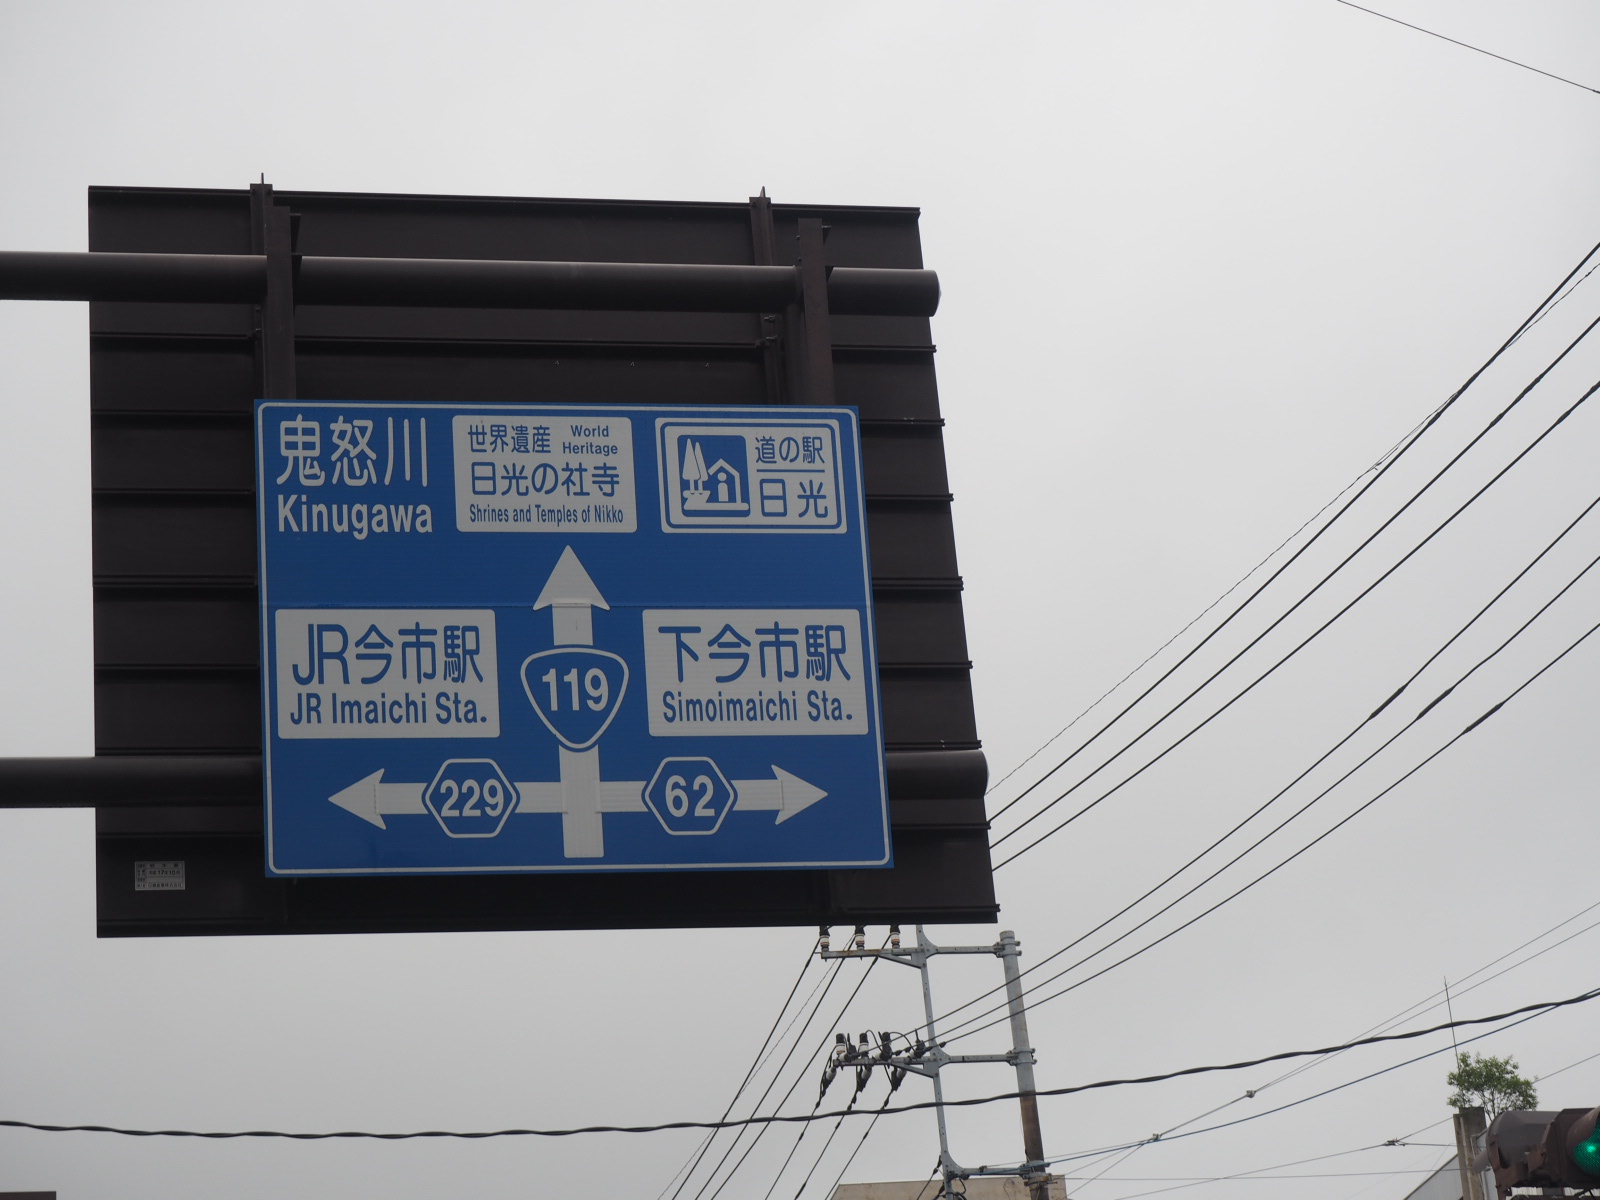 鬼怒川
Kinugawa
世界遺産 World Heritage
日光の社寺
Shrines and Temples of Nikko
道の駅
日光
JR今市駅
JR Imaichi Sta.
119
下今市駅
Simoimaichi Sta.
229
62